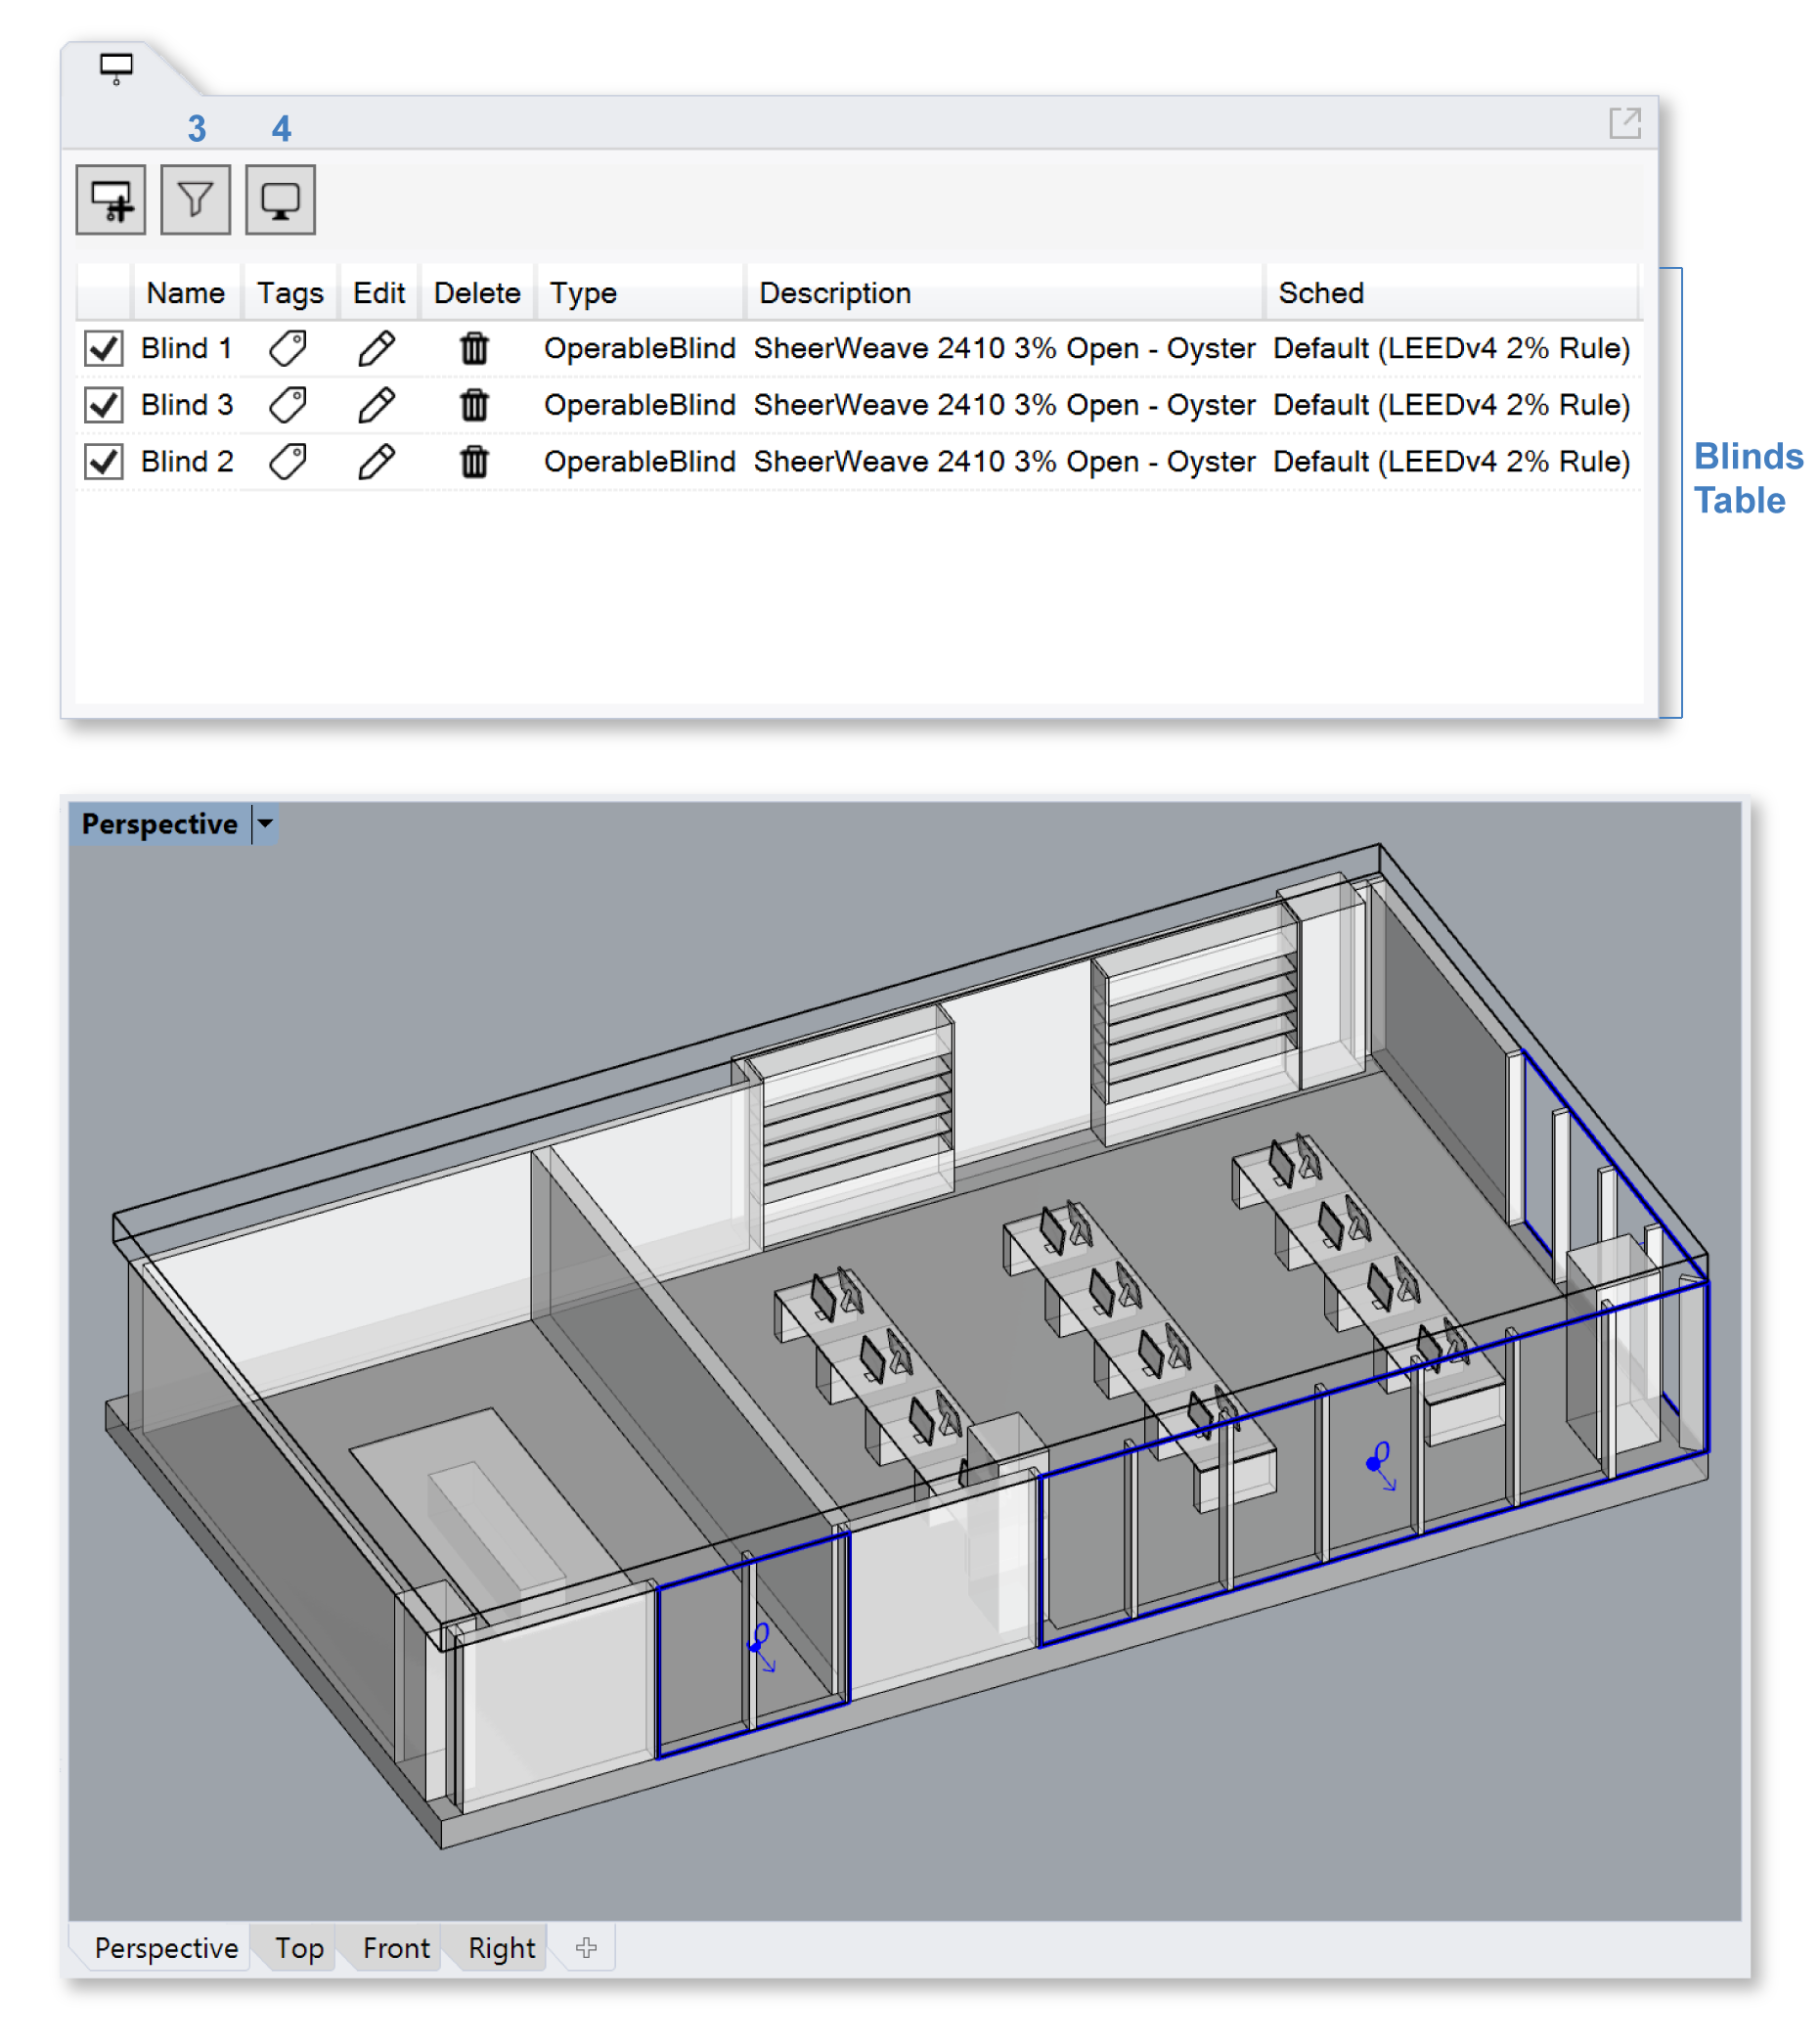 3 4
Name Tags Edit Delete Type Description Sched
Blind 1 OperableBlind SheerWeave 2410 3% Open - Oyster Default (LEEDv4 2% Rule)
Blind 3 OperableBlind SheerWeave 2410 3% Open - Oyster Default (LEEDv4 2% Rule)
Blind 2 OperableBlind SheerWeave 2410 3% Open - Oyster Default (LEEDv4 2% Rule)
Blinds
Table
Perspective
0
0
Perspective Top Front Right